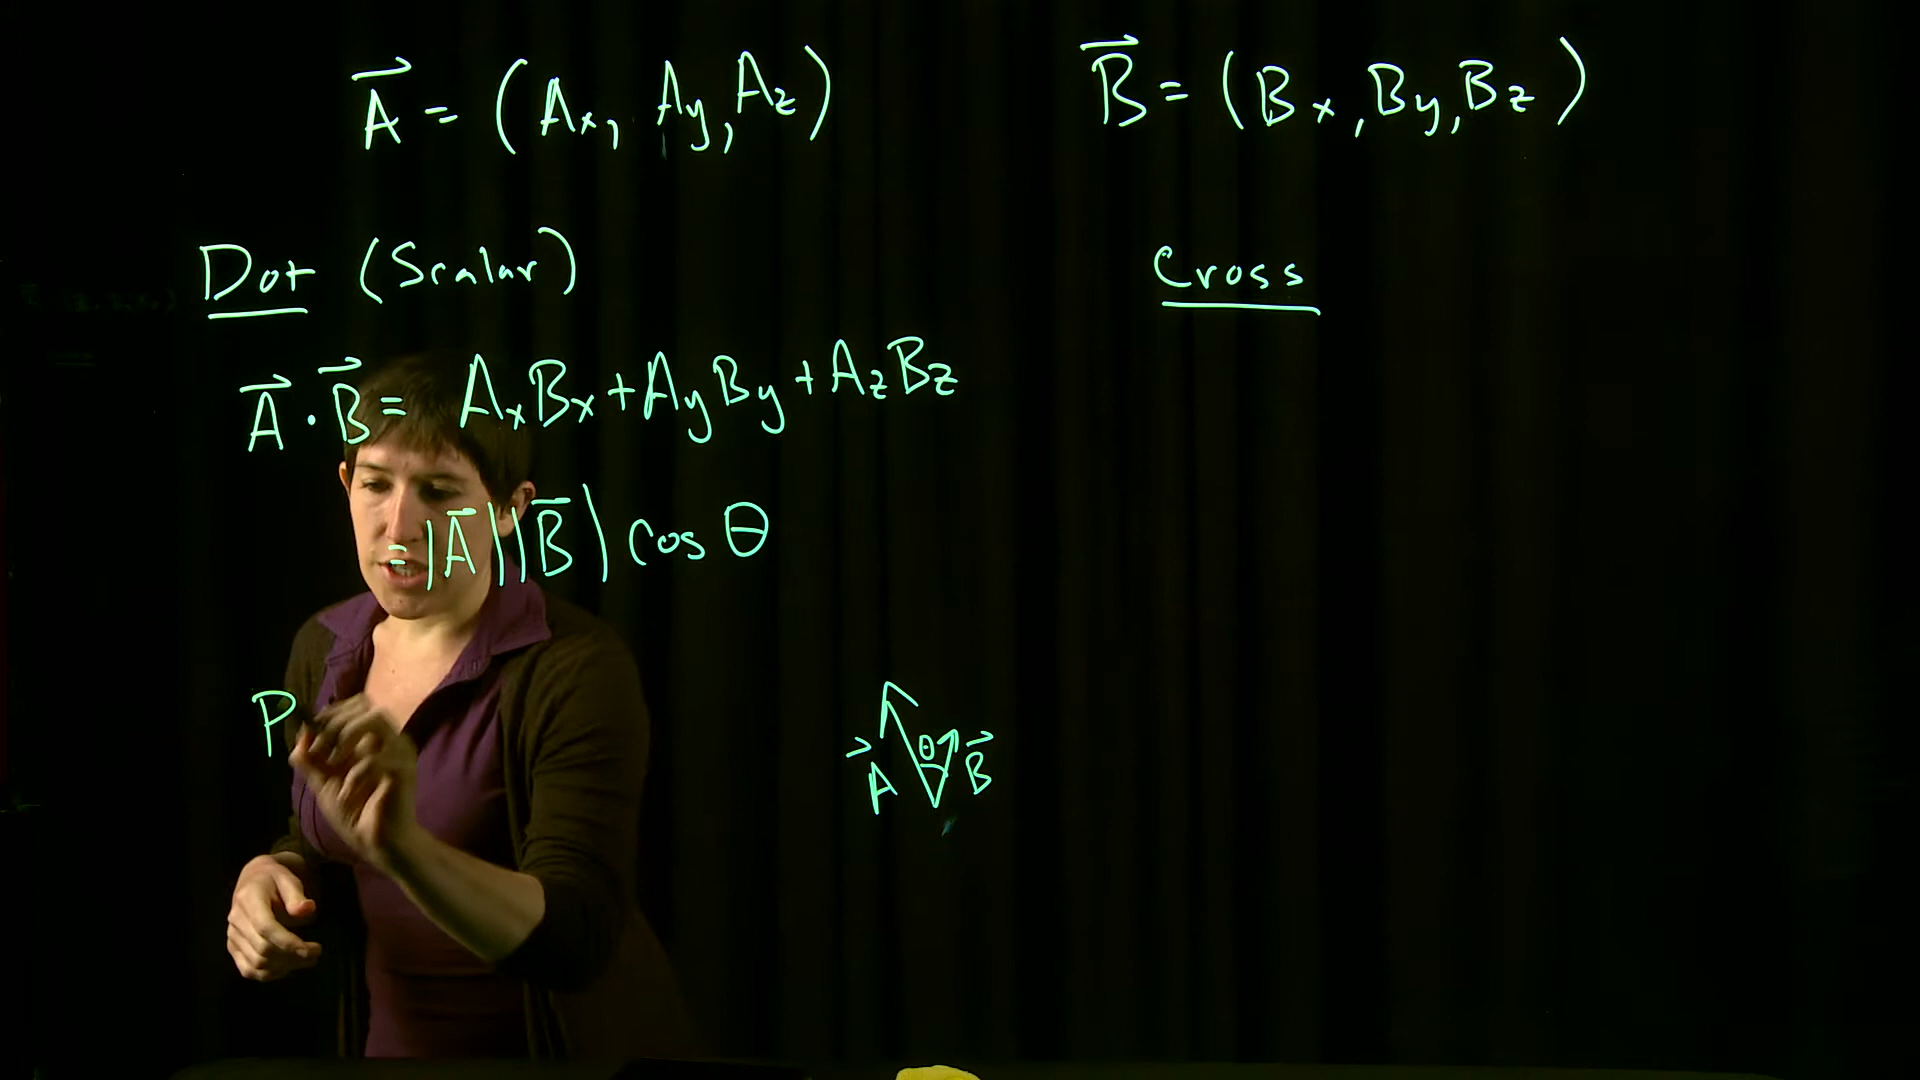 A⃗ = (Ax, Ay, Az)
B⃗ = (Bx, By, Bz)
Dot (Scalar)
Cross
A⃗ · B⃗ = AxBx + AyBy + AzBz
= |A⃗||B⃗| cos θ
P
A⃗ θ B⃗